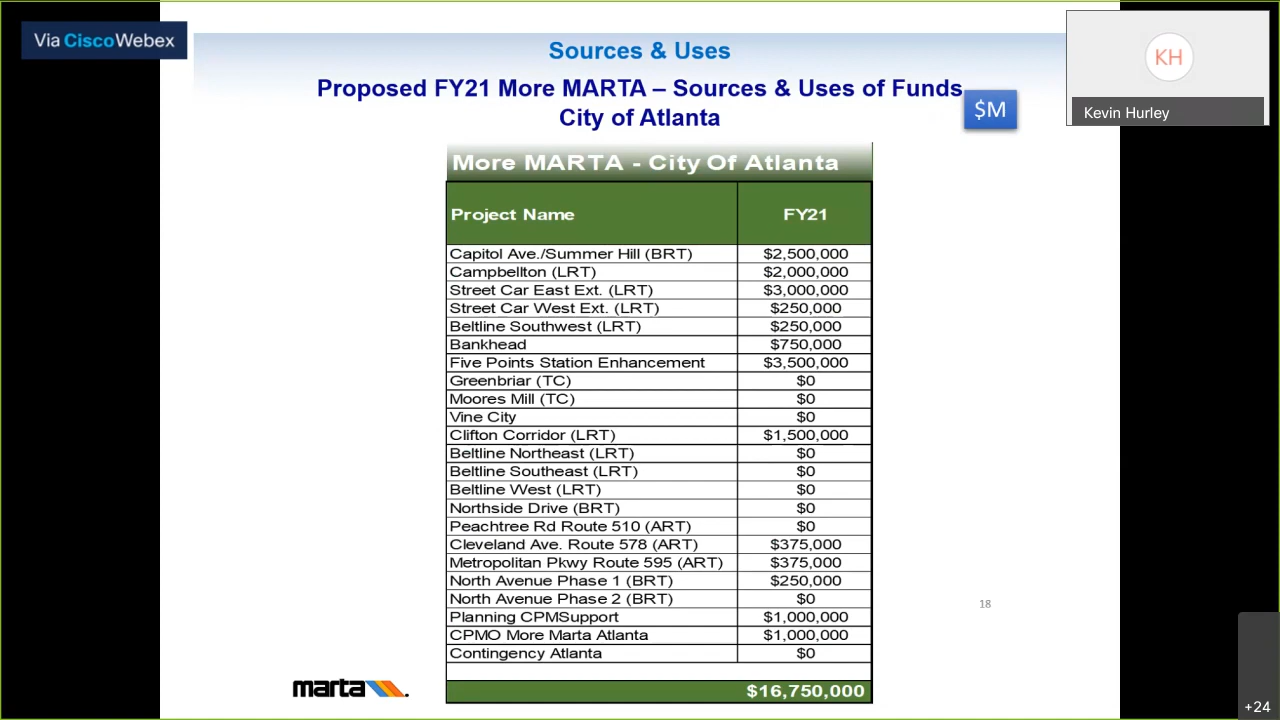 Via CiscoWebex
KH
Kevin Hurley
Sources & Uses
Proposed FY21 More MARTA – Sources & Uses of Funds
City of Atlanta
$M
More MARTA - City Of Atlanta
Project Name FY21
Capitol Ave./Summer Hill (BRT) $2,500,000
Campbellton (LRT) $2,000,000
Street Car East Ext. (LRT) $3,000,000
Street Car West Ext. (LRT) $250,000
Beltline Southwest (LRT) $250,000
Bankhead $750,000
Five Points Station Enhancement $3,500,000
Greenbriar (TC) $0
Moores Mill (TC) $0
Vine City $0
Clifton Corridor (LRT) $1,500,000
Beltline Northeast (LRT) $0
Beltline Southeast (LRT) $0
Beltline West (LRT) $0
Northside Drive (BRT) $0
Peachtree Rd Route 510 (ART) $0
Cleveland Ave. Route 578 (ART) $375,000
Metropolitan Pkwy Route 595 (ART) $375,000
North Avenue Phase 1 (BRT) $250,000
North Avenue Phase 2 (BRT) $0
Planning CPMSupport $1,000,000
CPMO More Marta Atlanta $1,000,000
Contingency Atlanta $0
$16,750,000
18
marta
+24